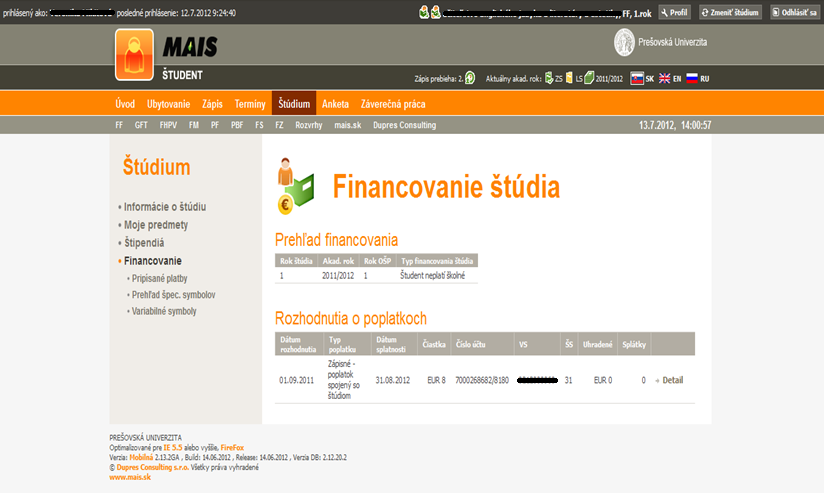 prihlásený ako: posledné prihlásenie: 12.7.2012 9:24:40
FF, 1.rok Profil Zmeniť štúdium Odhlásiť sa
MAIS
ŠTUDENT
Prešovská Univerzita
Zápis prebieha: 2. Aktuálny akad. rok: ZS LS 2011/2012 SK EN RU
Úvod Ubytovanie Zápis Termíny Štúdium Anketa Záverečná práca
FF GFT FHPV FM PF PBF FS FZ Rozvrhy mais.sk Dupres Consulting 13.7.2012, 14:00:57
Štúdium
Informácie o štúdiu
Moje predmety
Štipendiá
Financovanie
Pripísané platby
Prehľad špec. symbolov
Variabilné symboly
Financovanie štúdia
Prehľad financovania
Rok štúdia Akad. rok Rok OŠP Typ financovania štúdia
1 2011/2012 1 Študent neplatí školné
Rozhodnutia o poplatkoch
Dátum rozhodnutia Typ poplatku Dátum splatnosti Čiastka Číslo účtu VS ŠS Uhradené Splátky
01.09.2011 Zápisné - poplatok spojený so štúdiom 31.08.2012 EUR 8 7000268682/8180 31 EUR 0 0 Detail
PREŠOVSKÁ UNIVERZITA
Optimalizované pre IE 5.5 alebo vyššie, FireFox
Verzia: Mobilná 2.13.2GA , Build: 14.06.2012 , Release: 14.06.2012 , Verzia DB: 2.12.20.2
© Dupres Consulting s.r.o. Všetky práva vyhradené
www.mais.sk